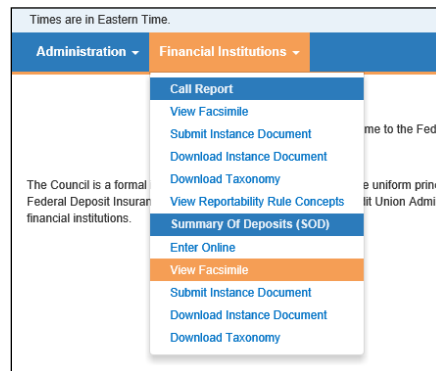 Times are in Eastern Time.
Administration Financial Institutions
Call Report
View Facsimile
Submit Instance Document
me to the Fed
Download Instance Document
Download Taxonomy
The Council is a formal e uniform prin
View Reportability Rule Concepts
Federal Deposit Insuran dit Union Admi
financial institutions.
Summary Of Deposits (SOD)
Enter Online
View Facsimile
Submit Instance Document
Download Instance Document
Download Taxonomy